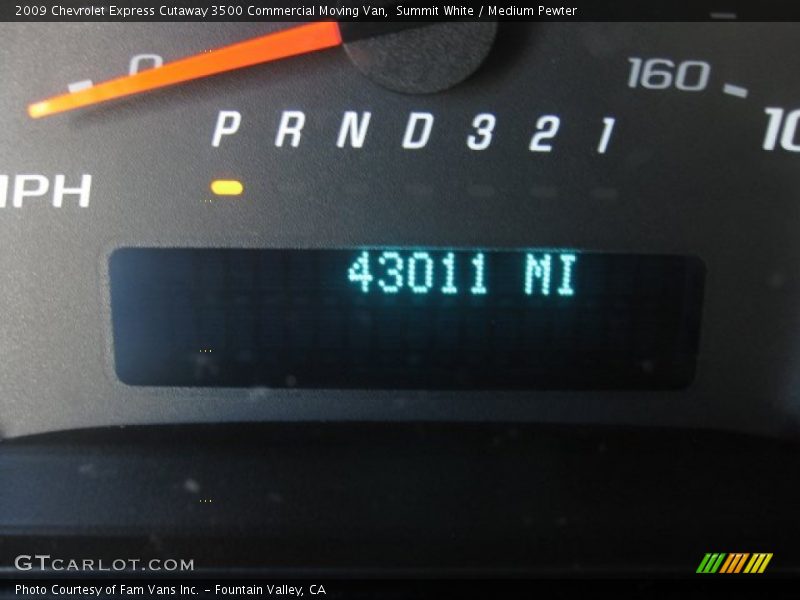 2009 Chevrolet Express Cutaway 3500 Commercial Moving Van, Summit White / Medium Pewter
0
160
P R N D 3 2 1
10
MPH
43011 MI
GTCARLOT.COM
Photo Courtesy of Fam Vans Inc. - Fountain Valley, CA